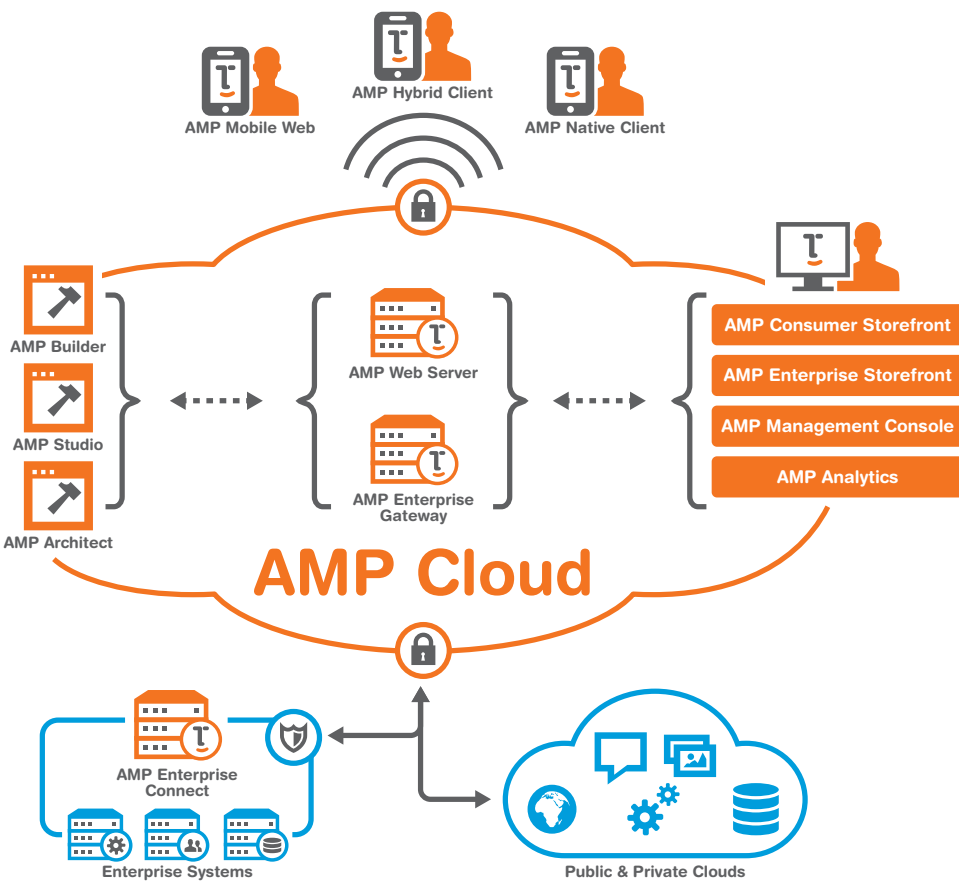 AMP Hybrid Client
AMP Mobile Web
AMP Native Client
AMP Builder
AMP Studio
AMP Architect
AMP Web Server
AMP Enterprise
Gateway
AMP Consumer Storefront
AMP Enterprise Storefront
AMP Management Console
AMP Analytics
AMP Cloud
AMP Enterprise
Connect
Enterprise Systems
Public & Private Clouds